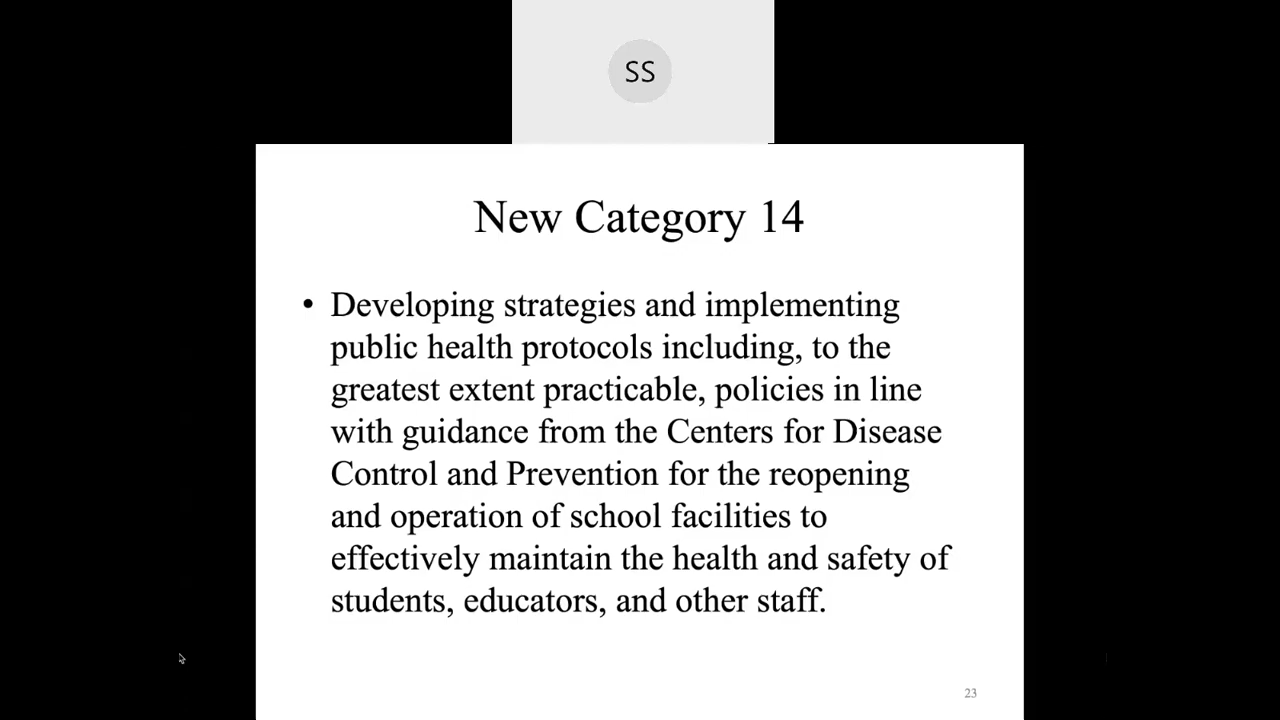 SS
New Category 14
• Developing strategies and implementing
public health protocols including, to the
greatest extent practicable, policies in line
with guidance from the Centers for Disease
Control and Prevention for the reopening
and operation of school facilities to
effectively maintain the health and safety of
students, educators, and other staff.
23